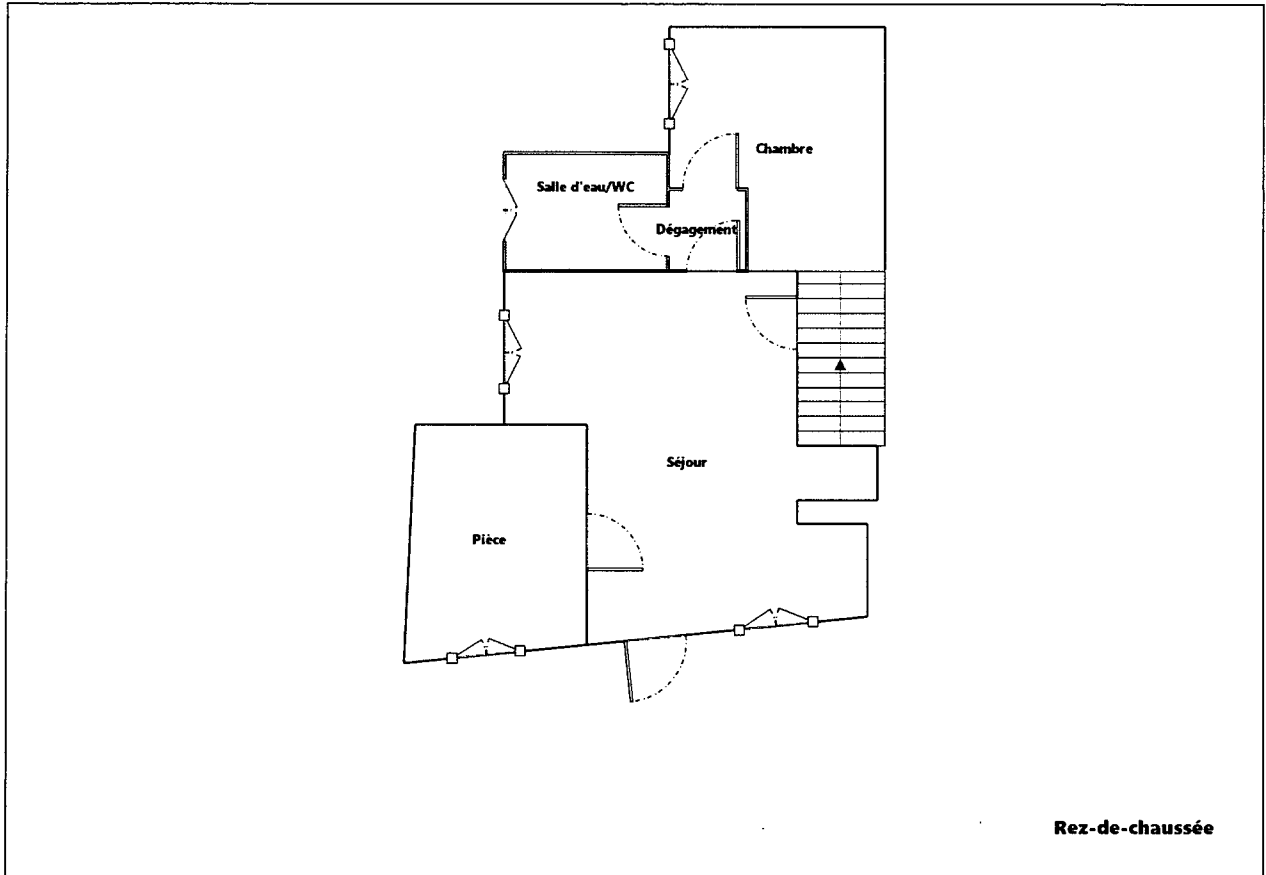 Chambre
Salle d'eau/WC
Dégagement
Séjour
Pièce
Rez-de-chaussée